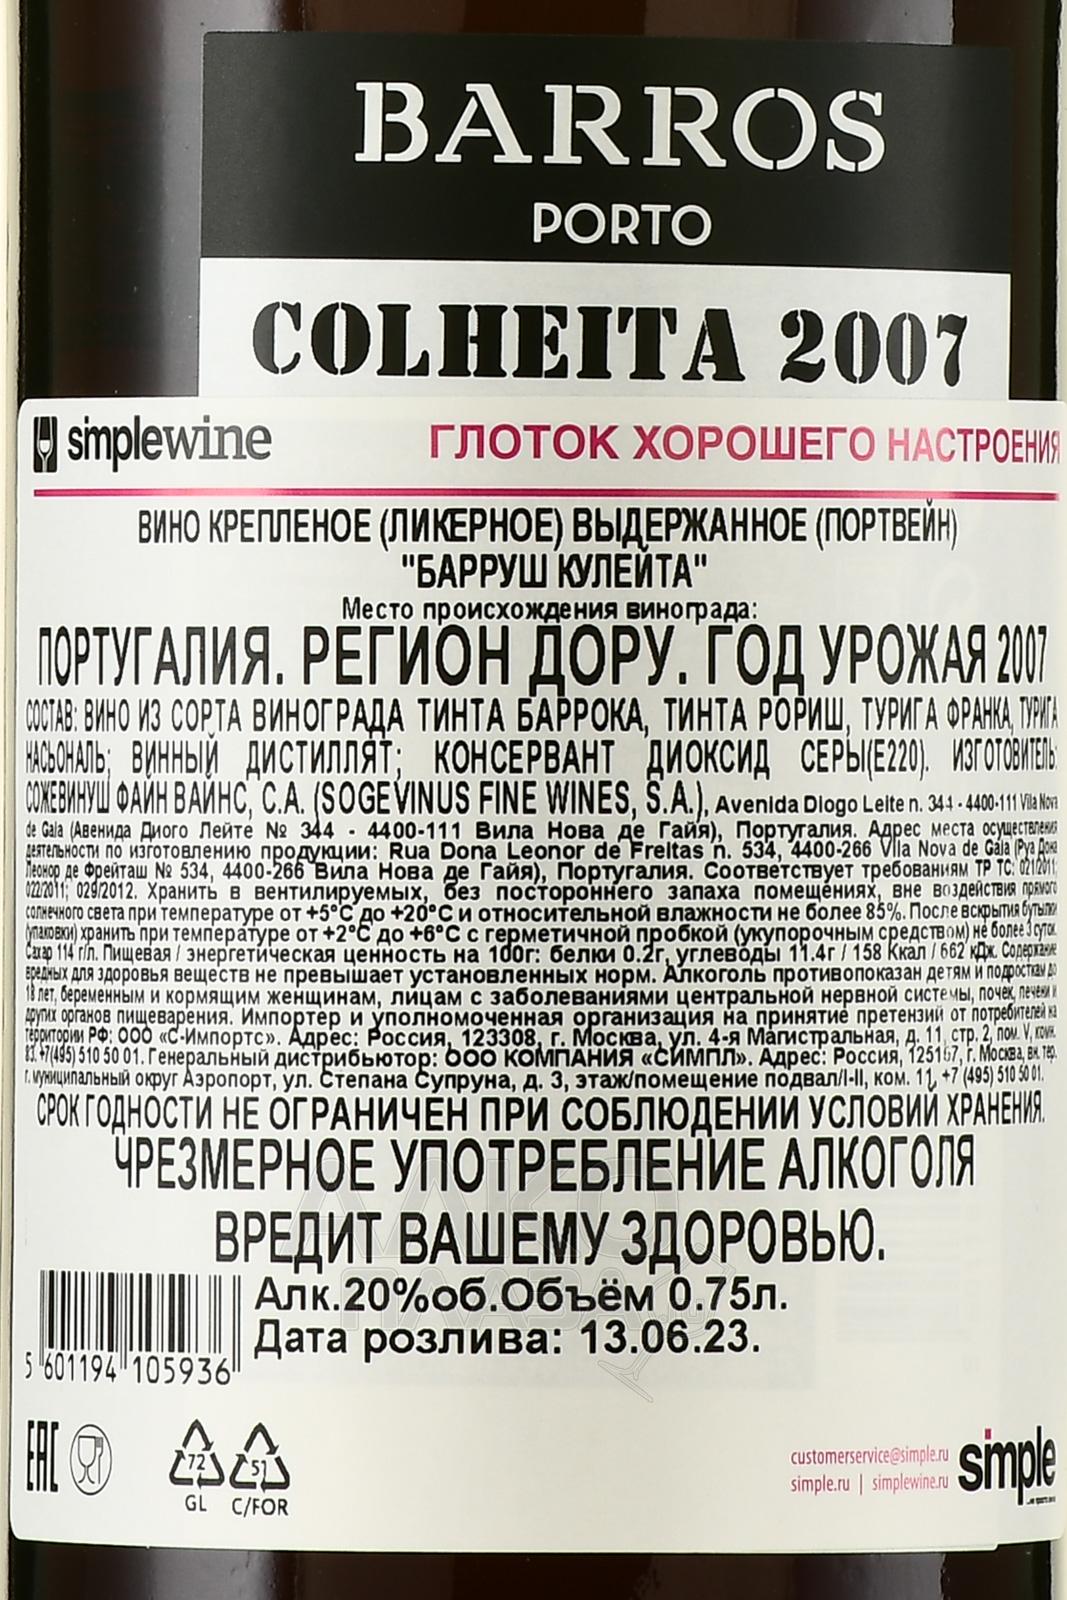 BARROS
PORTO
COLHEITA 2007
simplewine ГЛОТОК ХОРОШЕГО НАСТРОЕНИЯ
ВИНО КРЕПЛЕНОЕ (ЛИКЕРНОЕ) ВЫДЕРЖАННОЕ (ПОРТВЕЙН)
"БАРРУШ КУЛЕЙТА"
Место происхождения винограда:
ПОРТУГАЛИЯ. РЕГИОН ДОРУ. ГОД УРОЖАЯ 2007
СОСТАВ: ВИНО ИЗ СОРТА ВИНОГРАДА ТИНТА БАРРОКА, ТИНТА РОРИШ, ТУРИГА ФРАНКА, ТУРИГА
НАСЬОНАЛЬ; ВИННЫЙ ДИСТИЛЛЯТ; КОНСЕРВАНТ ДИОКСИД СЕРЫ(Е220). ИЗГОТОВИТЕЛЬ:
СОЖЕВИНУШ ФАЙН ВАЙНС, С.А. (SOGEVINUS FINE WINES, S.A.), Avenida Diogo Leite n. 344 - 4400-111 Vila Nova
de Gaia (Авенида Диого Лейте № 344 - 4400-111 Вила Нова де Гайя), Португалия. Адрес места осуществления
деятельности по изготовлению продукции: Rua Dona Leonor de Freitas n. 534, 4400-266 Vila Nova de Gaia (Руа Дона
Леонор де Фрейташ № 534, 4400-266 Вила Нова де Гайя), Португалия. Соответствует требованиям ТР ТС: 021/2011;
022/2011; 029/2012. Хранить в вентилируемых, без постороннего запаха помещениях, вне воздействия прямого
солнечного света при температуре от +5°С до +20°С и относительной влажности не более 85%. После вскрытия бутылки
(упаковки) хранить при температуре от +2°С до +6°С с герметичной пробкой (укупорочным средством) не более 3 суток.
Сахар 114 г/л. Пищевая / энергетическая ценность на 100г: белки 0.2г, углеводы 11.4г / 158 Ккал / 662 кДж. Содержание
вредных для здоровья веществ не превышает установленных норм. Алкоголь противопоказан детям и подросткам до
18 лет, беременным и кормящим женщинам, лицам с заболеваниями центральной нервной системы, почек, печени и
других органов пищеварения. Импортер и уполномоченная организация на принятие претензий от потребителей на
территории РФ: ООО «С-Импортс». Адрес: Россия, 123308, г. Москва, ул. 4-я Магистральная, д. 11, стр. 2, пом. V, комн.
83. +7(495) 510 50 01. Генеральный дистрибьютор: ООО КОМПАНИЯ «СИМПЛ». Адрес: Россия, 125167, г. Москва, вн. тер.
г. муниципальный округ Аэропорт, ул. Степана Супруна, д. 3, этаж/помещение подвал/I-II, ком. 11, +7 (495) 510 50 01.
СРОК ГОДНОСТИ НЕ ОГРАНИЧЕН ПРИ СОБЛЮДЕНИИ УСЛОВИЙ ХРАНЕНИЯ.
ЧРЕЗМЕРНОЕ УПОТРЕБЛЕНИЕ АЛКОГОЛЯ
ВРЕДИТ ВАШЕМУ ЗДОРОВЬЮ.
Алк.20%об.Объём 0.75л.
Дата розлива: 13.06.23.
5 601194 105936
EAC
72 51
GL C/FOR
customerservice@simple.ru
simple.ru | simplewine.ru
simple